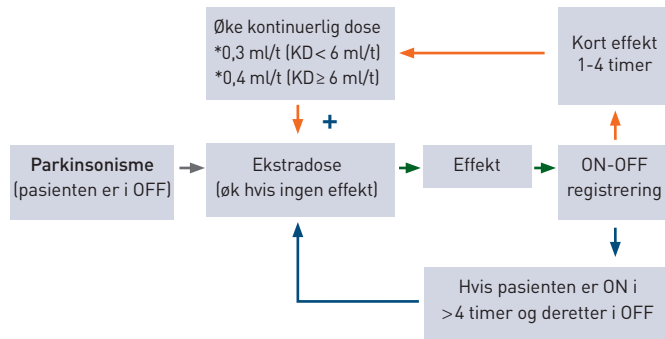 Øke kontinuerlig dose
*0,3 ml/t (KD < 6 ml/t)
*0,4 ml/t (KD ≥ 6 ml/t)
Kort effekt
1-4 timer
+
Parkinsonisme
(pasienten er i OFF)
Ekstradose
(øk hvis ingen effekt)
Effekt
ON-OFF
registrering
Hvis pasienten er ON i
>4 timer og deretter i OFF